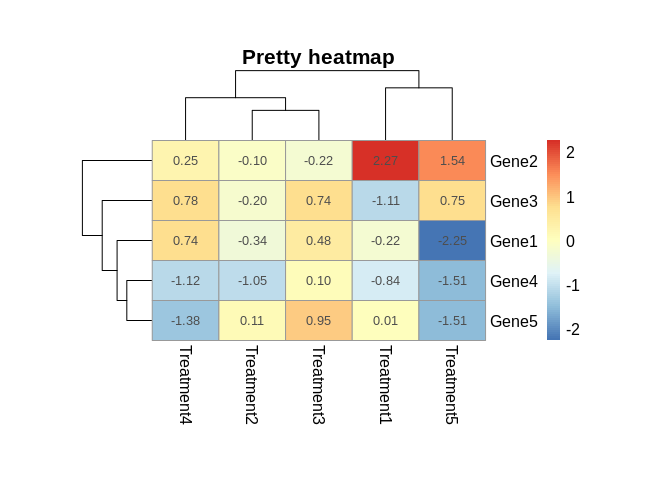 Pretty heatmap
0.25 -0.10 -0.22 2.27 1.54 Gene2
0.78 -0.20 0.74 -1.11 0.75 Gene3
0.74 -0.34 0.48 -0.22 -2.25 Gene1
-1.12 -1.05 0.10 -0.84 -1.51 Gene4
-1.38 0.11 0.95 0.01 -1.51 Gene5
Treatment4 Treatment2 Treatment3 Treatment1 Treatment5
2
1
0
-1
-2